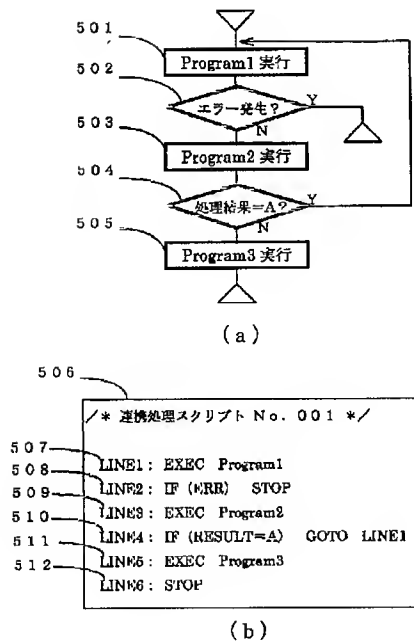 501
Program1 実行
502
エラー発生?
Y
N
503
Program2 実行
504
処理結果=A?
Y
N
505
Program3 実行
(a)
506
/* 連携処理スクリプト No. 001 */
507
LINE1: EXEC Program1
508
LINE2: IF (ERR) STOP
509
LINE3: EXEC Program2
510
LINE4: IF (RESULT=A) GOTO LINE1
511
LINE5: EXEC Program3
512
LINE6: STOP
(b)